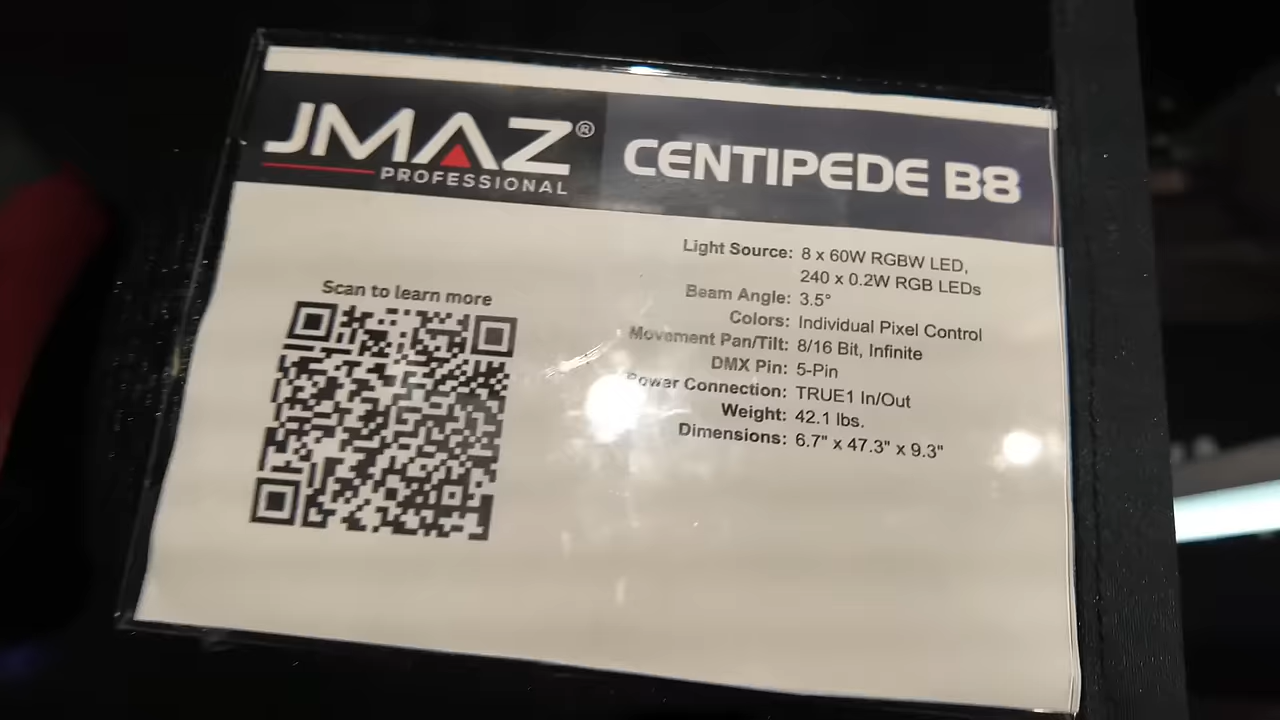 JMAZ®
PROFESSIONAL
CENTIPEDE B8
Scan to learn more
Light Source: 8 x 60W RGBW LED,
240 x 0.2W RGB LEDs
Beam Angle: 3.5°
Colors: Individual Pixel Control
Movement Pan/Tilt: 8/16 Bit, Infinite
DMX Pin: 5-Pin
Power Connection: TRUE1 In/Out
Weight: 42.1 lbs.
Dimensions: 6.7" x 47.3" x 9.3"